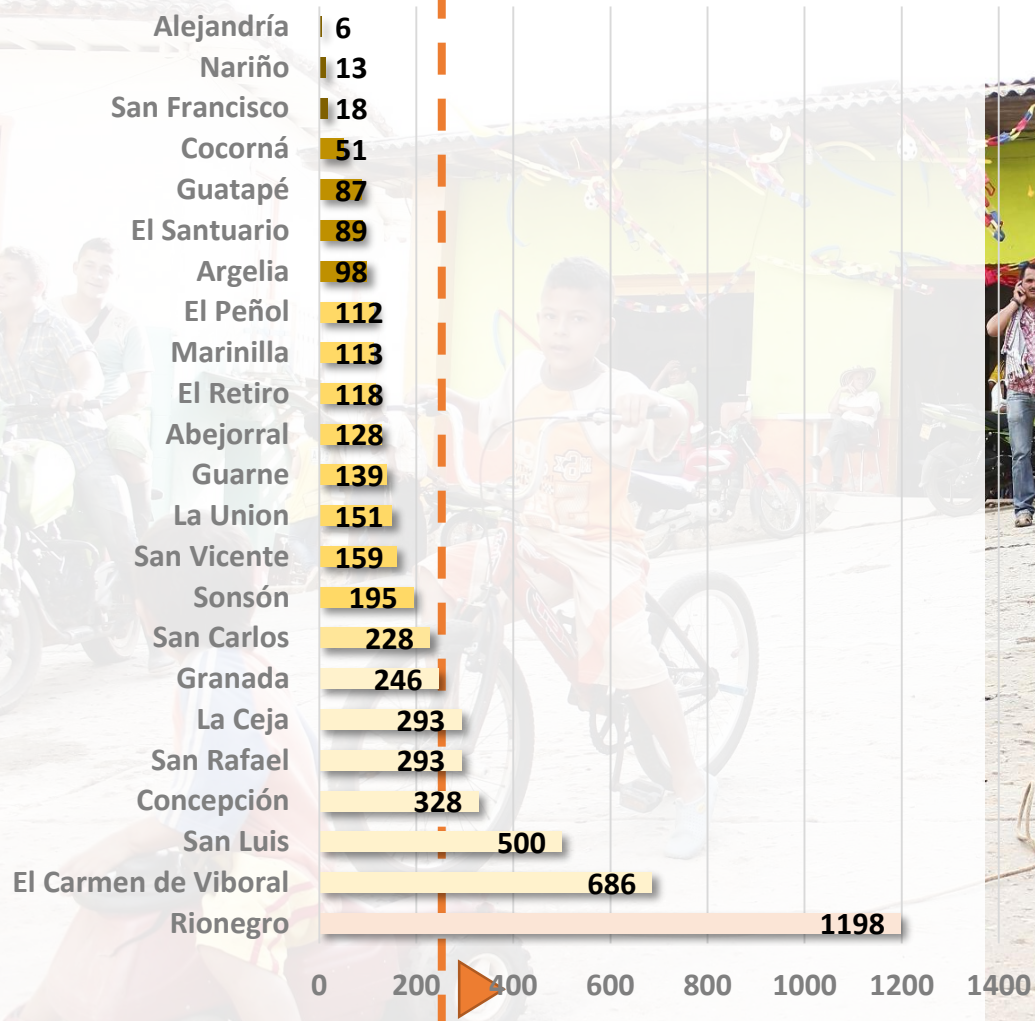 Alejandría 6
Nariño 13
San Francisco 18
Cocorná 51
Guatapé 87
El Santuario 89
Argelia 98
El Peñol 112
Marinilla 113
El Retiro 118
Abejorral 128
Guarne 139
La Union 151
San Vicente 159
Sonsón 195
San Carlos 228
Granada 246
La Ceja 293
San Rafael 293
Concepción 328
San Luis 500
El Carmen de Viboral 686
Rionegro 1198
0 200 400 600 800 1000 1200 1400